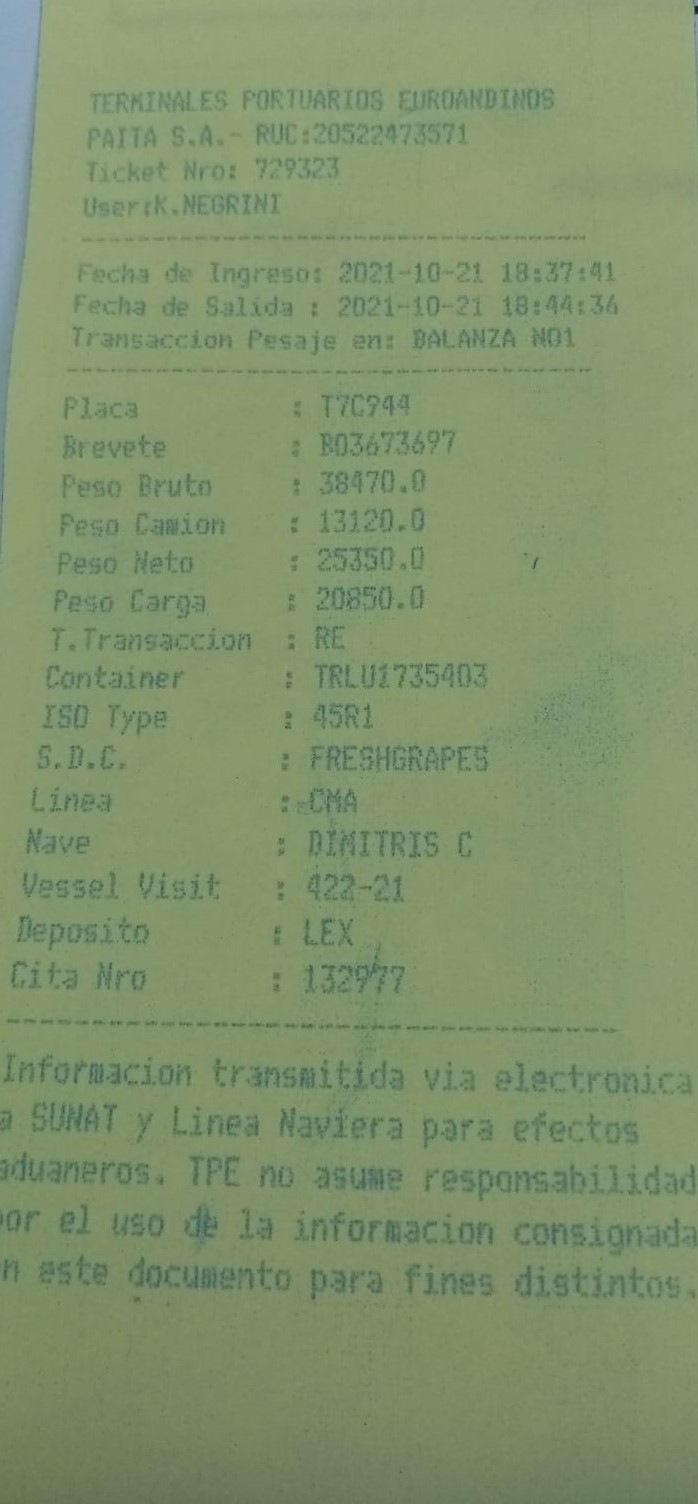 TERMINALES PORTUARIOS EUROANDINOS
PAITA S.A.- RUC:20522473571
Ticket Nro: 729323
User:K.NEGRINI
Fecha de Ingreso: 2021-10-21 18:37:41
Fecha de Salida : 2021-10-21 18:44:36
Transaccion Pesaje en: BALANZA NO1
Placa : T7C944
Brevete : B03673697
Peso Bruto : 38470.0
Peso Camion : 13120.0
Peso Neto : 25350.0
Peso Carga : 20850.0
T.Transaccion : RE
Container : TRLU1735403
ISO Type : 45R1
S.D.C. : FRESHGRAPES
Linea : CMA
Nave : DIMITRIS C
Vessel Visit : 422-21
Deposito : LEX
Cita Nro : 132977
Informacion transmitida via electronica
a SUNAT y Linea Naviera para efectos
aduaneros. TPE no asume responsabilidad
por el uso de la informacion consignada
en este documento para fines distintos.